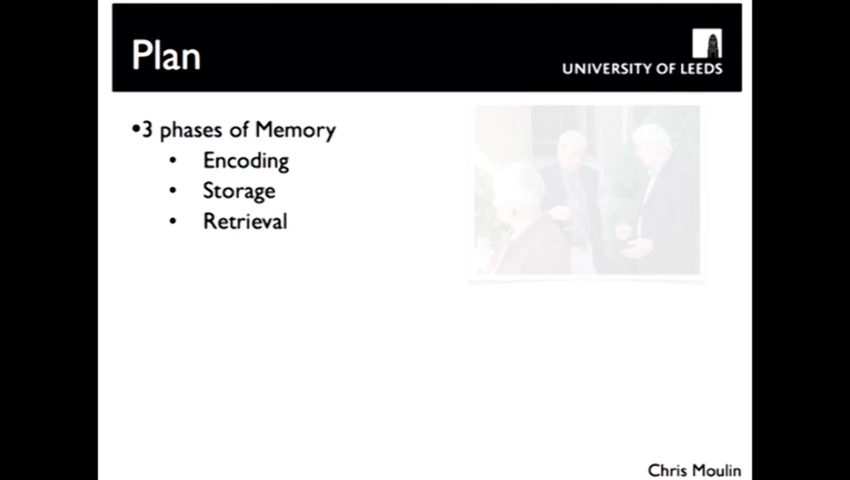 Plan
UNIVERSITY OF LEEDS
•3 phases of Memory
• Encoding
• Storage
• Retrieval
Chris Moulin